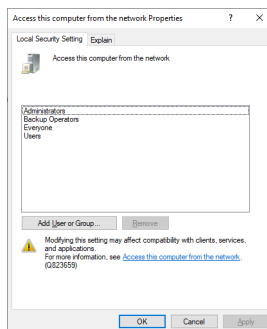 Access this computer from the network Properties ? ×
Local Security Setting Explain
Access this computer from the network
Administrators
Backup Operators
Everyone
Users
Add User or Group... Remove
Modifying this setting may affect compatibility with clients, services,
and applications.
For more information, see Access this computer from the network.
(Q823659)
OK Cancel Apply